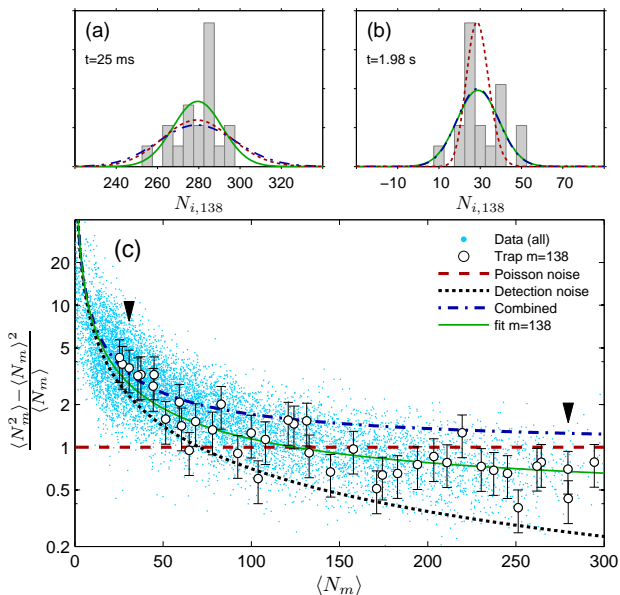 (a)
t=25 ms
240 260 280 300 320
N_{i,138}
(b)
t=1.98 s
-10 10 30 50 70
N_{i,138}
(c)
Data (all)
Trap m=138
Poisson noise
Detection noise
Combined
fit m=138
20
10
5
2
1
0.5
0.2
⟨N_m^2⟩−⟨N_m⟩^2
⟨N_m⟩
0 50 100 150 200 250 300
⟨N_m⟩